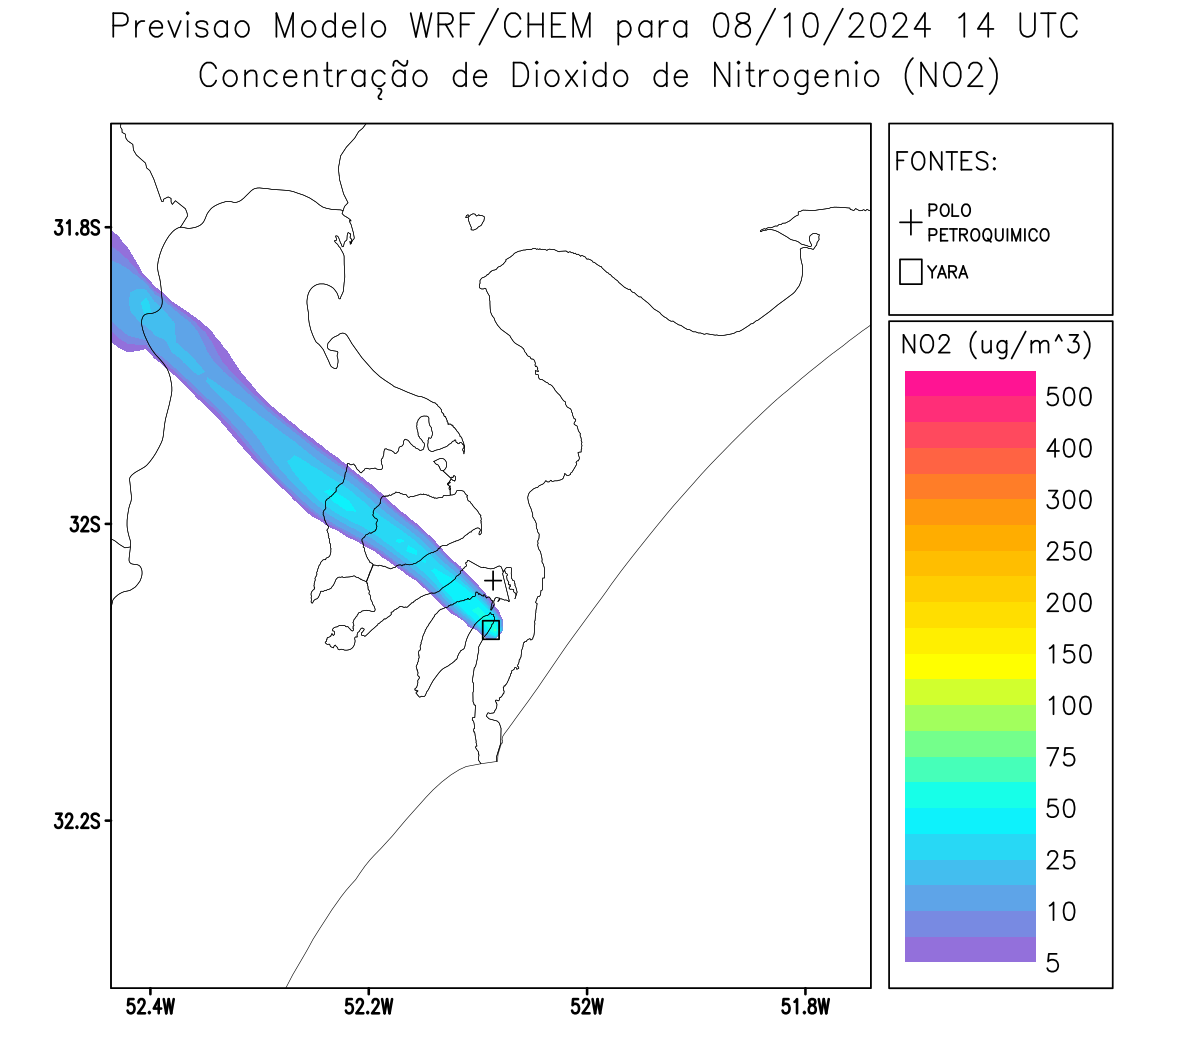 Previsao Modelo WRF/CHEM para 08/10/2024 14 UTC
Concentração de Dioxido de Nitrogenio (NO2)
FONTES:
POLO
PETROQUIMICO
YARA
NO2 (ug/m^3)
500
400
300
250
200
150
100
75
50
25
10
5
31.8S
32S
32.2S
52.4W
52.2W
52W
51.8W